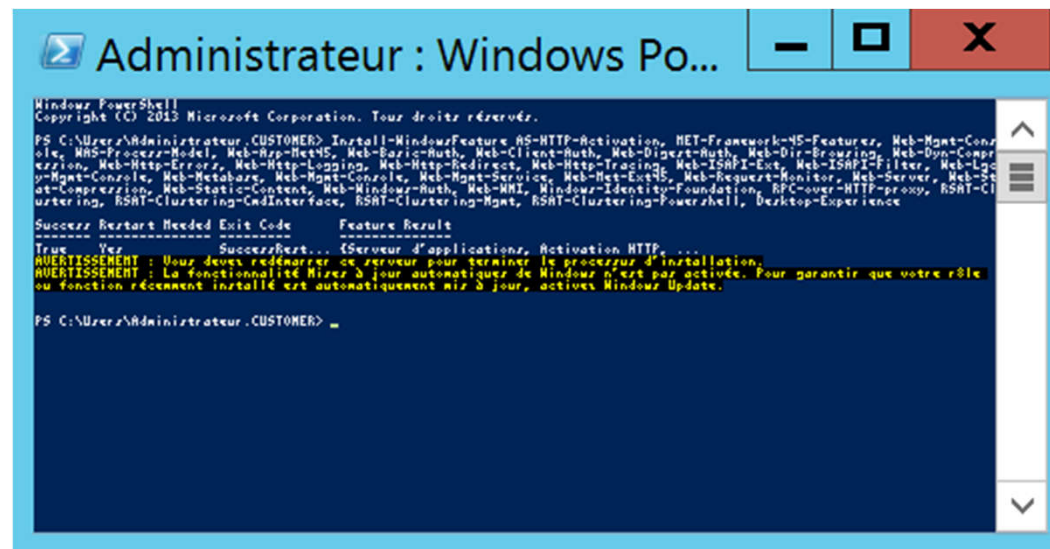 Administrateur : Windows Po...
Windows PowerShell
Copyright (C) 2013 Microsoft Corporation. Tous droits réservés.
PS C:\Users\Administrateur.CUSTOMER> Install-WindowsFeature AS-HTTP-Activation, NET-Framework-45-Features, Web-Mgmt-Cons
ole, WAS-Process-Model, Web-Asp-Net45, Web-Basic-Auth, Web-Client-Auth, Web-Digest-Auth, Web-Dir-Browsing, Web-Dyn-Compr
ession, Web-Http-Errors, Web-Http-Logging, Web-Http-Redirect, Web-Http-Tracing, Web-ISAPI-Ext, Web-ISAPI-Filter, Web-Lg
y-Mgmt-Console, Web-Metabase, Web-Mgmt-Console, Web-Mgmt-Service, Web-Net-Ext45, Web-Request-Monitor, Web-Server, Web-St
at-Compression, Web-Static-Content, Web-Windows-Auth, Web-WMI, Windows-Identity-Foundation, RPC-over-HTTP-proxy, RSAT-Cl
ustering, RSAT-Clustering-CmdInterface, RSAT-Clustering-Mgmt, RSAT-Clustering-Powershell, Desktop-Experience
Success Restart Needed Exit Code Feature Result
True Yes SuccessRest... {Serveur d'applications, Activation HTTP, ...
AVERTISSEMENT : Vous devez redémarrer ce serveur pour terminer le processus d'installation.
AVERTISSEMENT : La fonctionnalité Mises à jour automatiques de Windows n'est pas activée. Pour garantir que votre rôle
ou fonction récemment installé est automatiquement mis à jour, activez Windows Update.
PS C:\Users\Administrateur.CUSTOMER> _